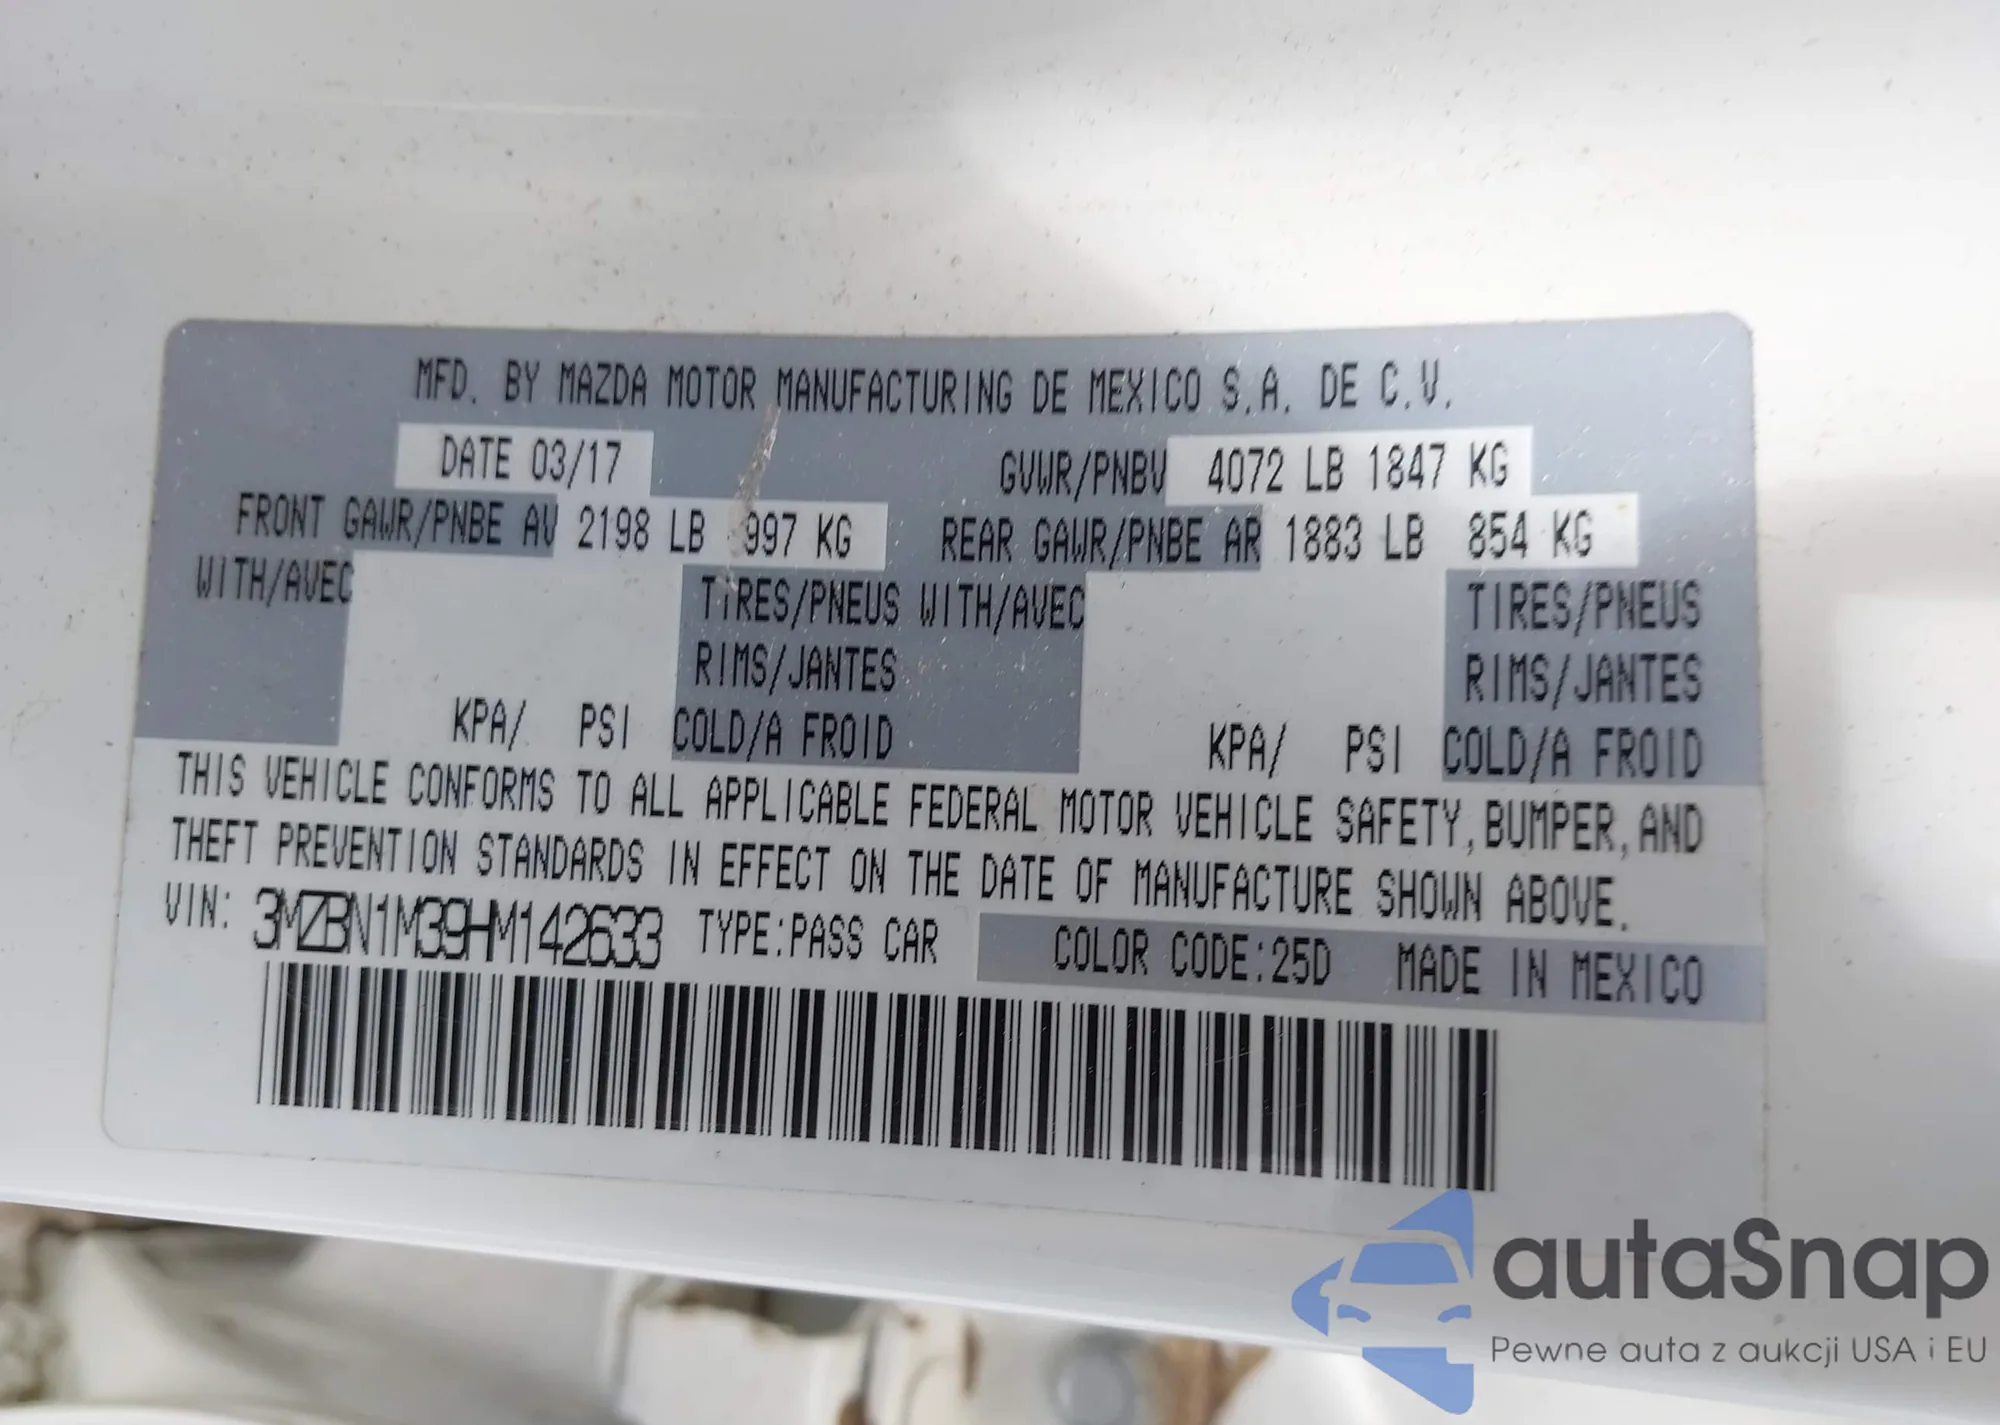 MFD. BY MAZDA MOTOR MANUFACTURING DE MEXICO S.A. DE C.V.
DATE 03/17 GVWR/PNBV 4072 LB 1847 KG
FRONT GAWR/PNBE AV 2198 LB 997 KG REAR GAWR/PNBE AR 1883 LB 854 KG
WITH/AVEC TIRES/PNEUS WITH/AVEC TIRES/PNEUS
RIMS/JANTES RIMS/JANTES
KPA/ PSI COLD/A FROID KPA/ PSI COLD/A FROID
THIS VEHICLE CONFORMS TO ALL APPLICABLE FEDERAL MOTOR VEHICLE SAFETY, BUMPER, AND
THEFT PREVENTION STANDARDS IN EFFECT ON THE DATE OF MANUFACTURE SHOWN ABOVE.
VIN: 3MZBN1M39HM142633 TYPE:PASS CAR COLOR CODE:25D MADE IN MEXICO
autaSnap
Pewne auta z aukcji USA i EU